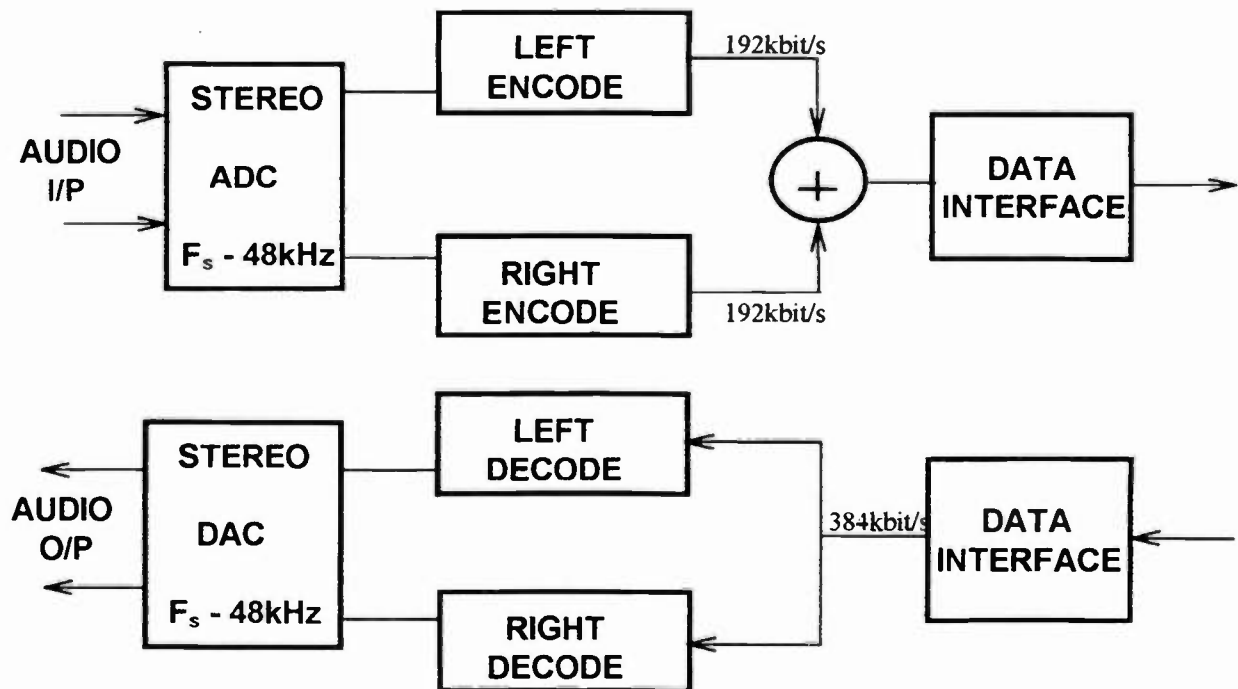 LEFT
ENCODE
192kbit/s
STEREO
ADC
Fₛ - 48kHz
AUDIO
I/P
+
DATA
INTERFACE
RIGHT
ENCODE
192kbit/s
LEFT
DECODE
STEREO
DAC
Fₛ - 48kHz
AUDIO
O/P
384kbit/s
DATA
INTERFACE
RIGHT
DECODE